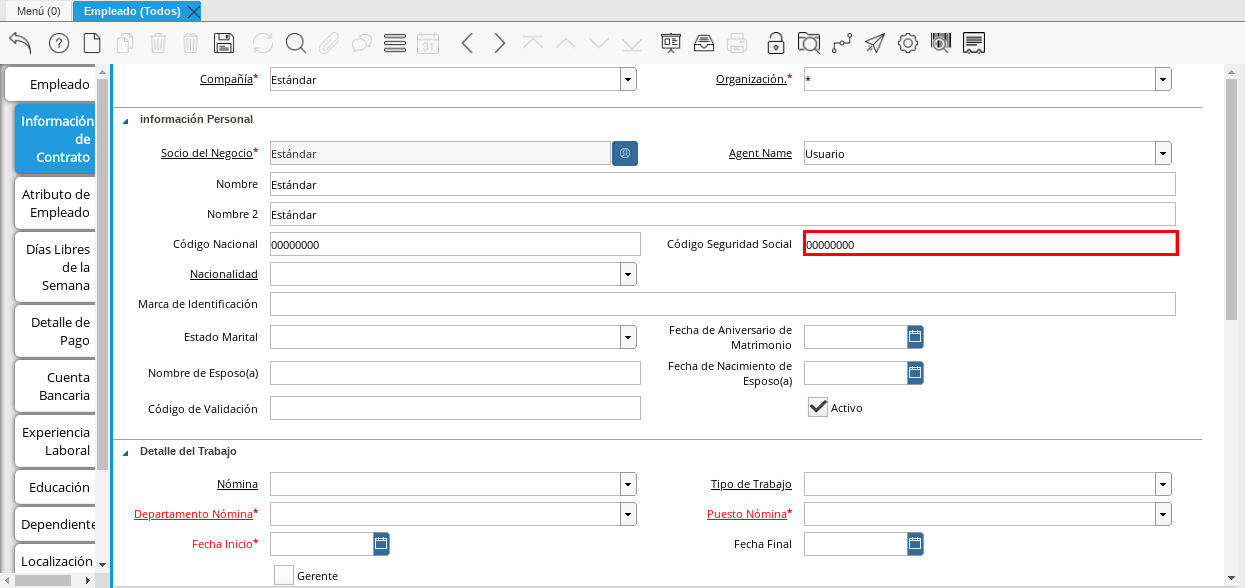 Menú (0)
Empleado (Todos)
31
Empleado
Información de Contrato
Atributo de Empleado
Días Libres de la Semana
Detalle de Pago
Cuenta Bancaria
Experiencia Laboral
Educación
Dependiente
Localización
Compañía* Estándar Organización.* *
información Personal
Socio del Negocio* Estándar Agent Name Usuario
Nombre Estándar
Nombre 2 Estándar
Código Nacional 00000000 Código Seguridad Social 00000000
Nacionalidad
Marca de Identificación
Estado Marital Fecha de Aniversario de Matrimonio
Nombre de Esposo(a) Fecha de Nacimiento de Esposo(a)
Código de Validación Activo
Detalle del Trabajo
Nómina Tipo de Trabajo
Departamento Nómina* Puesto Nómina*
Fecha Inicio* Fecha Final
Gerente